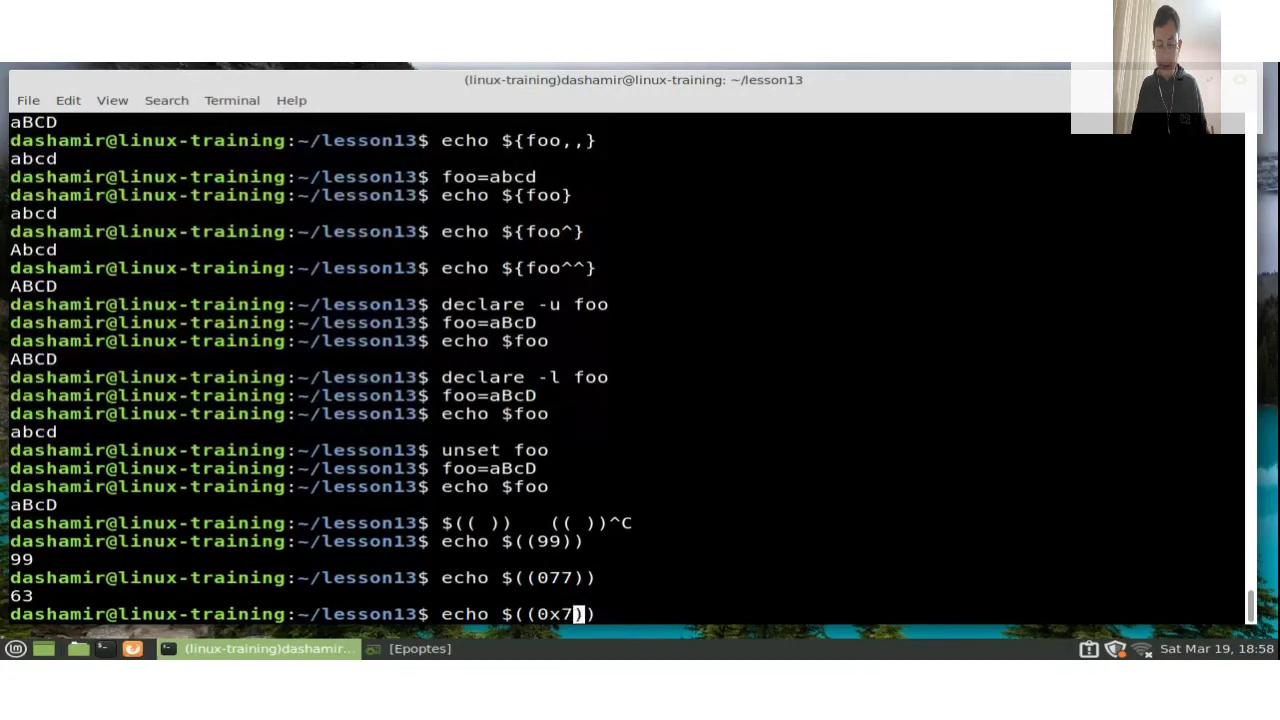 (linux-training)dashamir@linux-training: ~/lesson13
File Edit View Search Terminal Help
aBCD
dashamir@linux-training:~/lesson13$ echo ${foo,,}
abcd
dashamir@linux-training:~/lesson13$ foo=abcd
dashamir@linux-training:~/lesson13$ echo ${foo}
abcd
dashamir@linux-training:~/lesson13$ echo ${foo^}
Abcd
dashamir@linux-training:~/lesson13$ echo ${foo^^}
ABCD
dashamir@linux-training:~/lesson13$ declare -u foo
dashamir@linux-training:~/lesson13$ foo=aBcD
dashamir@linux-training:~/lesson13$ echo $foo
ABCD
dashamir@linux-training:~/lesson13$ declare -l foo
dashamir@linux-training:~/lesson13$ foo=aBcD
dashamir@linux-training:~/lesson13$ echo $foo
abcd
dashamir@linux-training:~/lesson13$ unset foo
dashamir@linux-training:~/lesson13$ foo=aBcD
dashamir@linux-training:~/lesson13$ echo $foo
aBcD
dashamir@linux-training:~/lesson13$ $(( ))   (( ))^C
dashamir@linux-training:~/lesson13$ echo $((99))
99
dashamir@linux-training:~/lesson13$ echo $((077))
63
dashamir@linux-training:~/lesson13$ echo $((0x7))
(linux-training)dashamir... [Epoptes] Sat Mar 19, 18:58